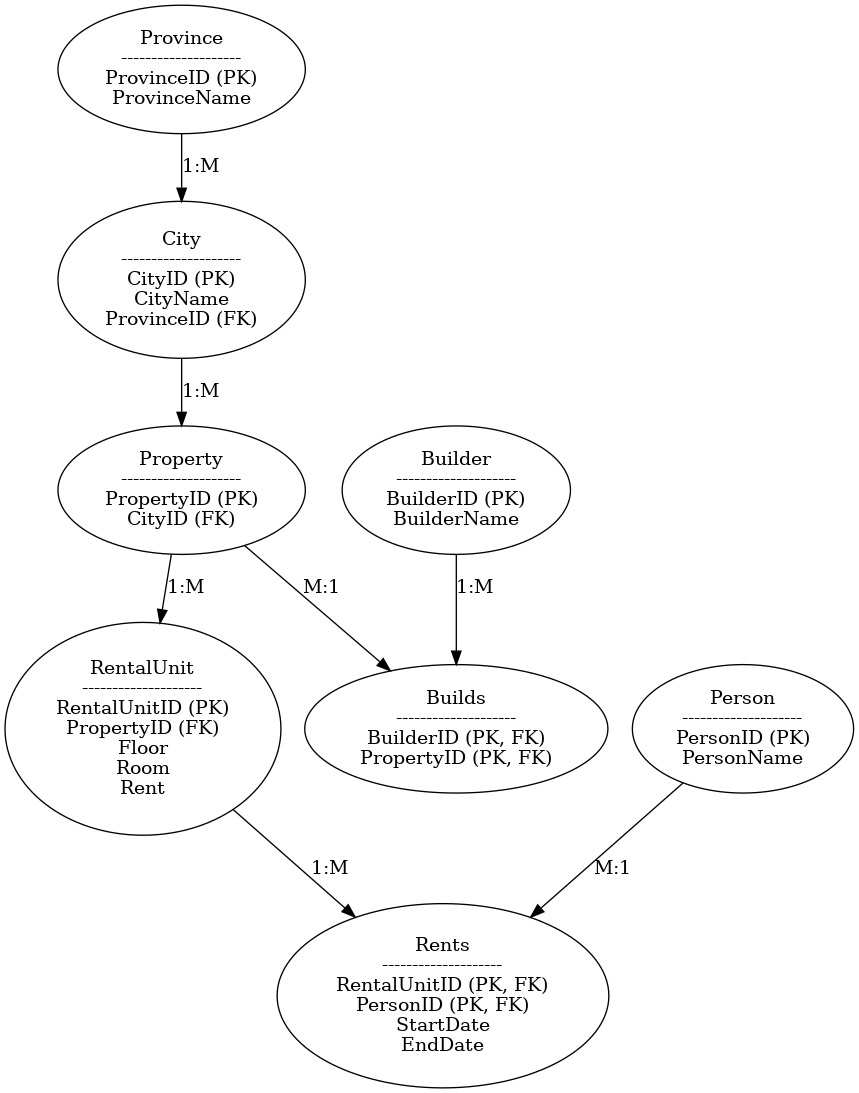 Province
--------------------
ProvinceID (PK)
ProvinceName
1:M
City
--------------------
CityID (PK)
CityName
ProvinceID (FK)
1:M
Property
--------------------
PropertyID (PK)
CityID (FK)
Builder
--------------------
BuilderID (PK)
BuilderName
1:M
M:1
1:M
RentalUnit
--------------------
RentalUnitID (PK)
PropertyID (FK)
Floor
Room
Rent
Builds
--------------------
BuilderID (PK, FK)
PropertyID (PK, FK)
Person
--------------------
PersonID (PK)
PersonName
1:M
M:1
Rents
--------------------
RentalUnitID (PK, FK)
PersonID (PK, FK)
StartDate
EndDate